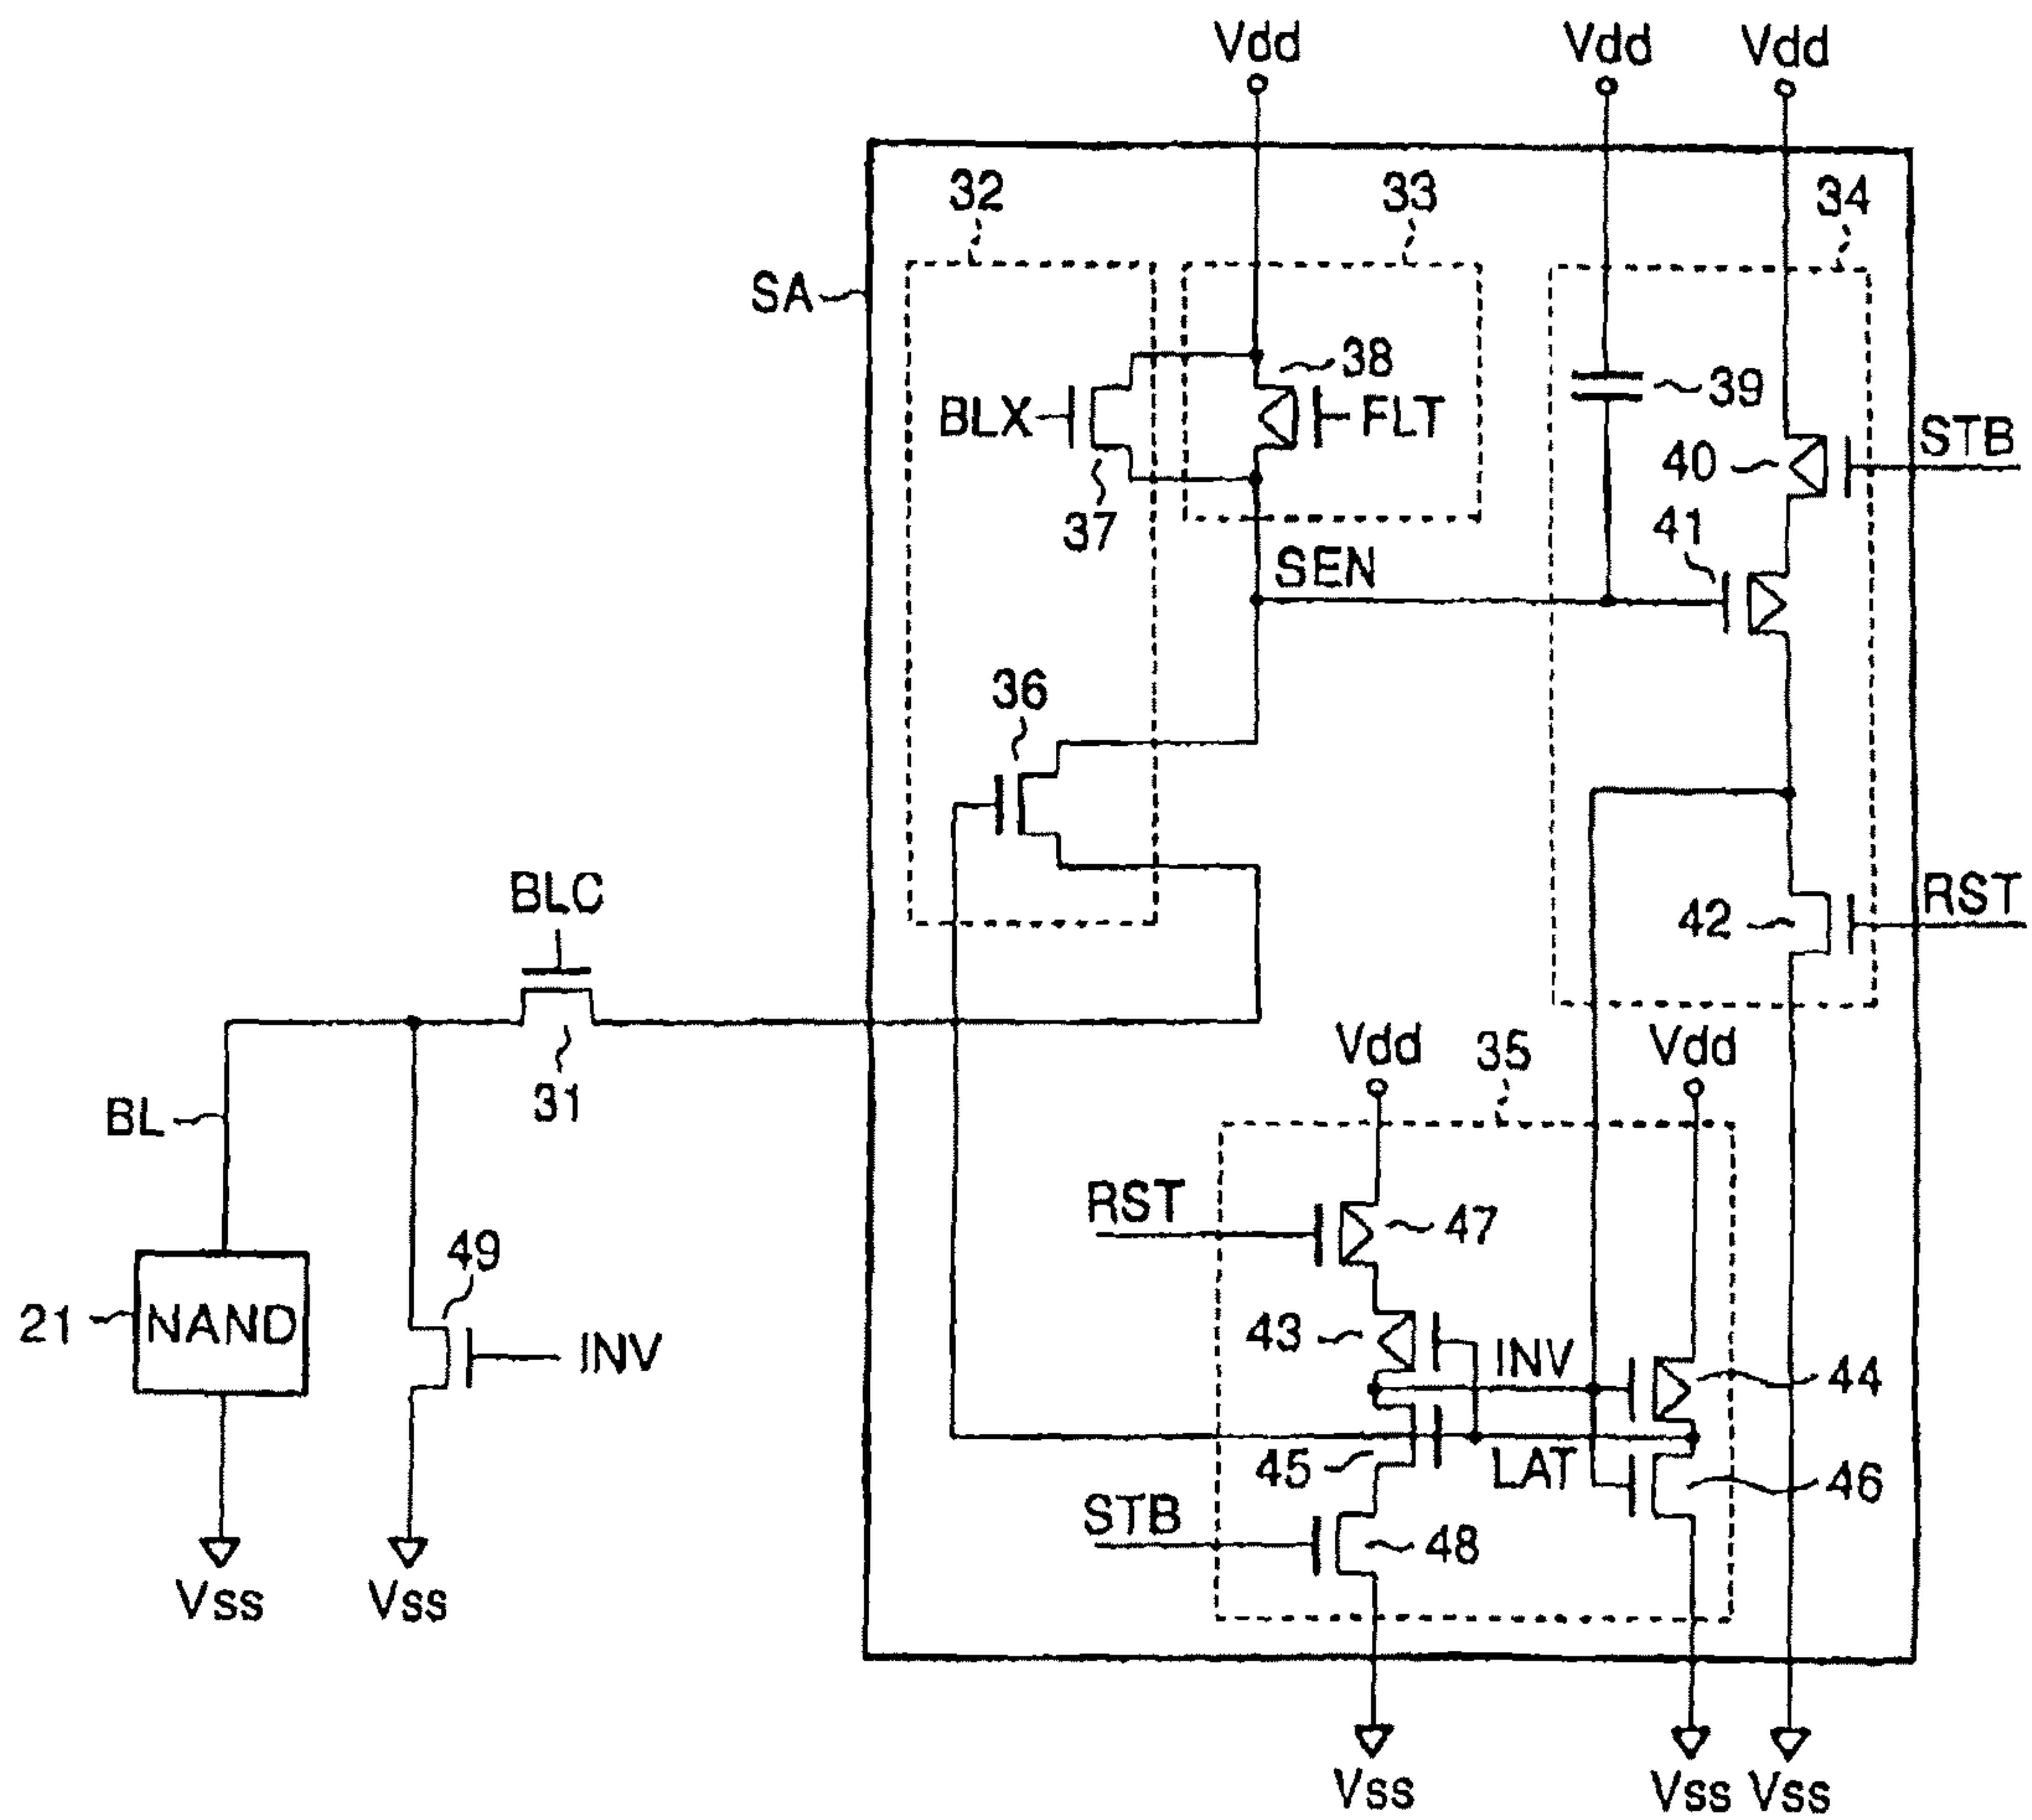 Vdd Vdd Vdd
32 33 34
SA
38
BLX FLT 39
STB
40
37 41
SEN
36
BLC
RST
42
31
Vdd 35 Vdd
BL
RST 47
49
21 NAND
43 INV 44
INV
45 LAT 46
STB 48
Vss Vss
Vss Vss Vss